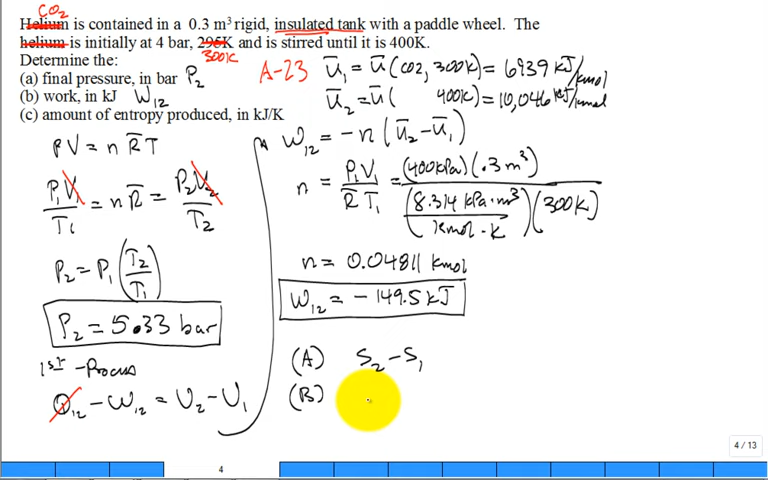 CO2
Helium is contained in a 0.3 m³ rigid, insulated tank with a paddle wheel. The
helium is initially at 4 bar, 295K and is stirred until it is 400K.
300K
Determine the:
(a) final pressure, in bar P₂
(b) work, in kJ W₁₂
(c) amount of entropy produced, in kJ/K
A-23
ū₁ = ū(CO2, 300K) = 6939 kJ/kmol
ū₂ = ū( 400K) = 10,046 kJ/kmol
PV = n R̄ T
P₁V₁/T₁ = n R̄ = P₂V₂/T₂
P₂ = P₁ (T₂/T₁)
P₂ = 5.33 bar
1st - Process
Q₁₂ - W₁₂ = U₂ - U₁
W₁₂ = -n (ū₂ - ū₁)
n = P₁V₁/R̄ T₁ = (400kPa)(.3 m³)/(8.314 kPa·m³/kmol·K)(300K)
n = 0.04811 kmol
W₁₂ = -149.5 kJ
(A) S₂ - S₁
(B)
4 / 13
4